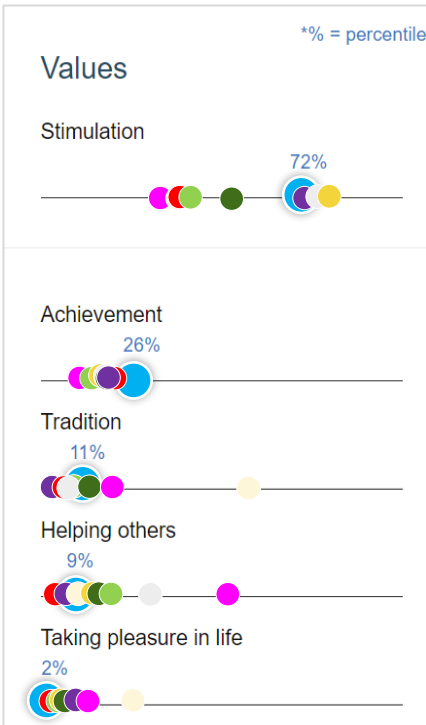 *% = percentile
Values
Stimulation
72%
Achievement
26%
Tradition
11%
Helping others
9%
Taking pleasure in life
2%